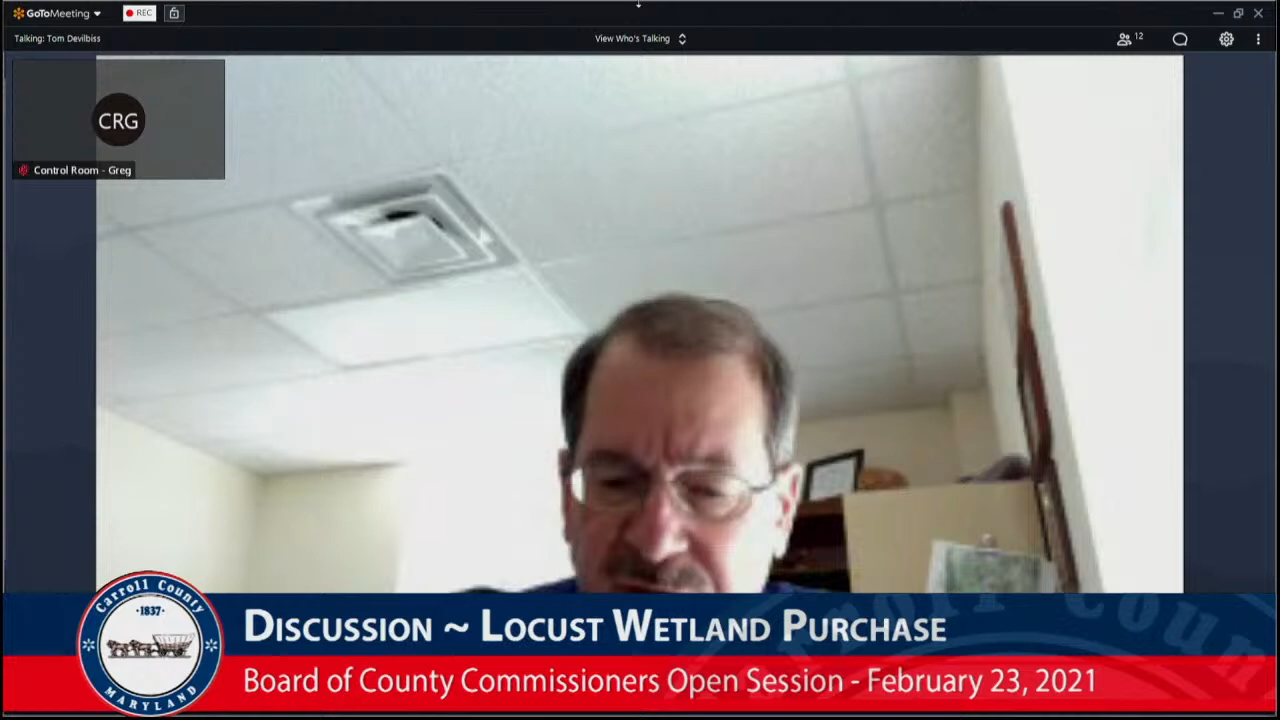 GoToMeeting
REC
Talking: Tom Devilbiss
View Who's Talking
12
CRG
Control Room - Greg
Carroll County
·1837·
MARYLAND
DISCUSSION ~ LOCUST WETLAND PURCHASE
Board of County Commissioners Open Session - February 23, 2021